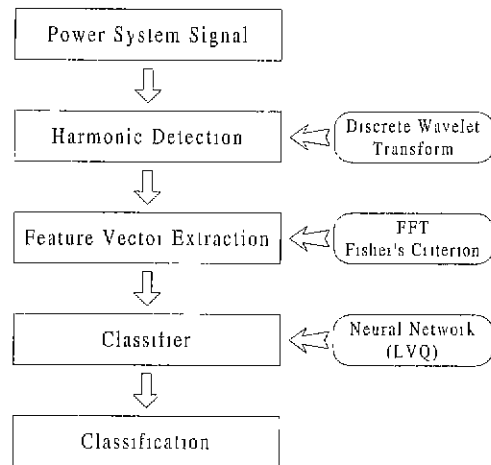 Power System Signal
Harmonic Detection
Discrete Wavelet
Transform
Feature Vector Extraction
FFT
Fisher's Criterion
Classifier
Neural Network
(LVQ)
Classification